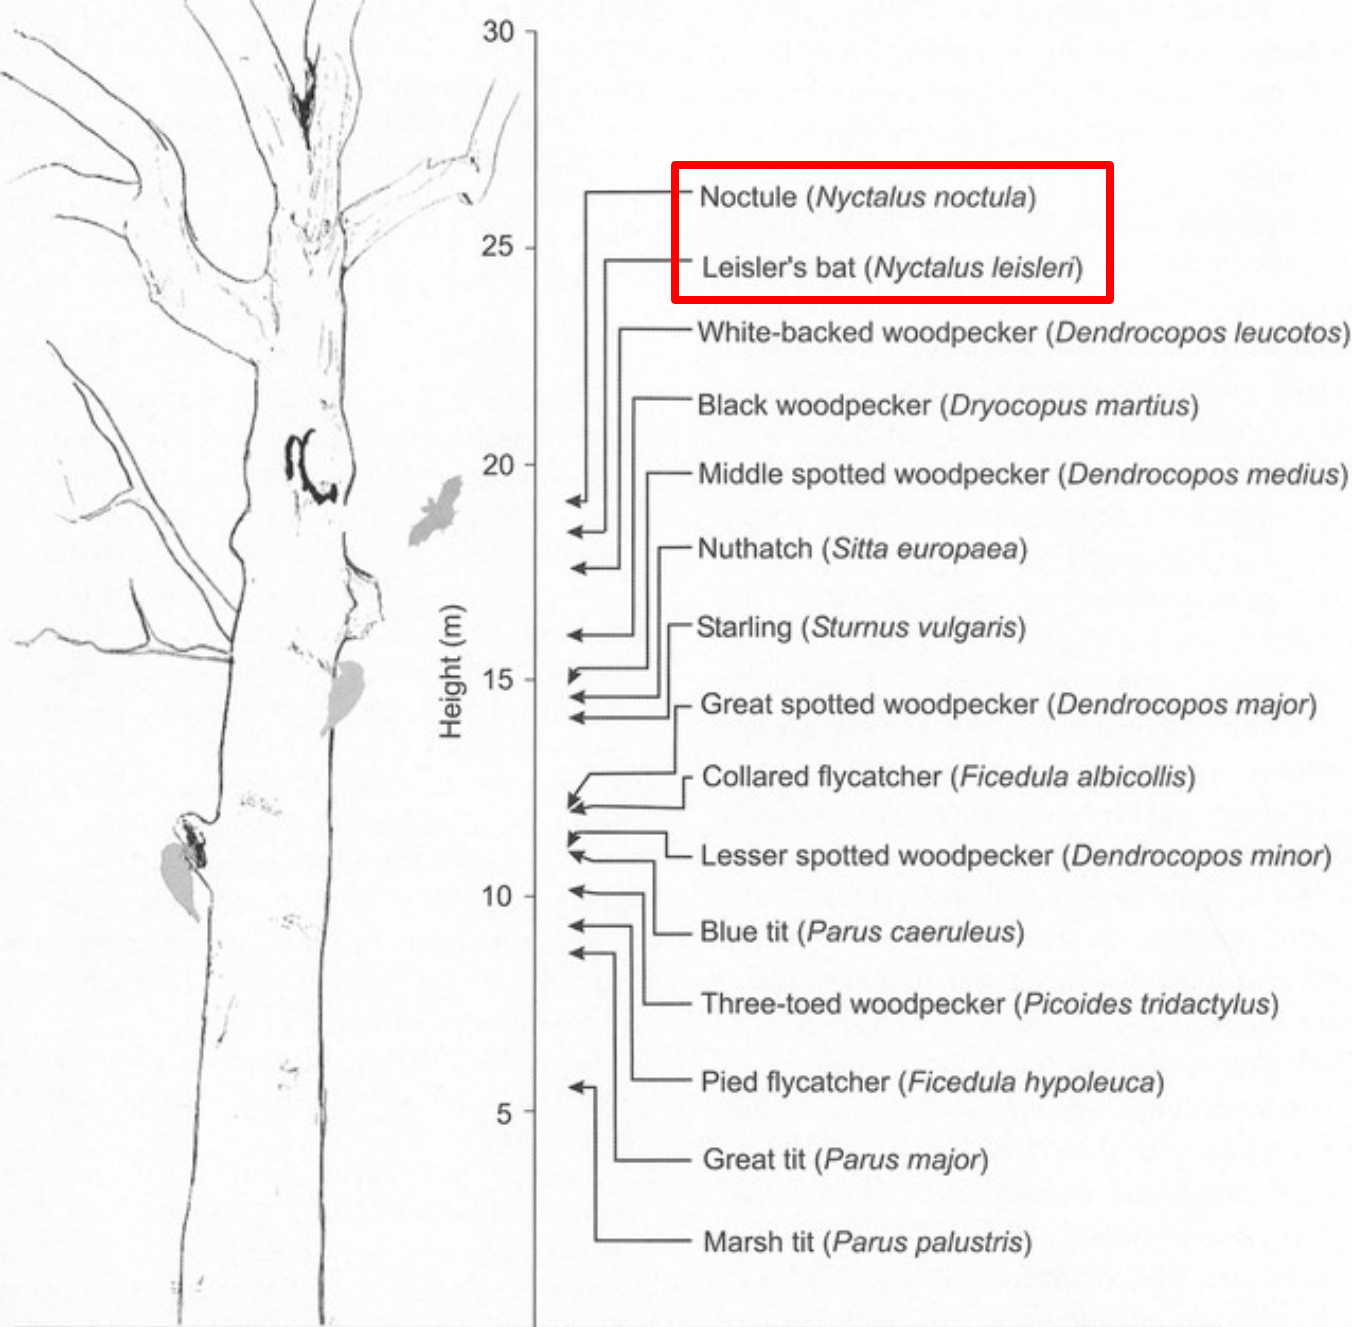 30
25
20
15
10
5
Height (m)
Noctule (Nyctalus noctula)
Leisler's bat (Nyctalus leisleri)
White-backed woodpecker (Dendrocopos leucotos)
Black woodpecker (Dryocopus martius)
Middle spotted woodpecker (Dendrocopos medius)
Nuthatch (Sitta europaea)
Starling (Sturnus vulgaris)
Great spotted woodpecker (Dendrocopos major)
Collared flycatcher (Ficedula albicollis)
Lesser spotted woodpecker (Dendrocopos minor)
Blue tit (Parus caeruleus)
Three-toed woodpecker (Picoides tridactylus)
Pied flycatcher (Ficedula hypoleuca)
Great tit (Parus major)
Marsh tit (Parus palustris)